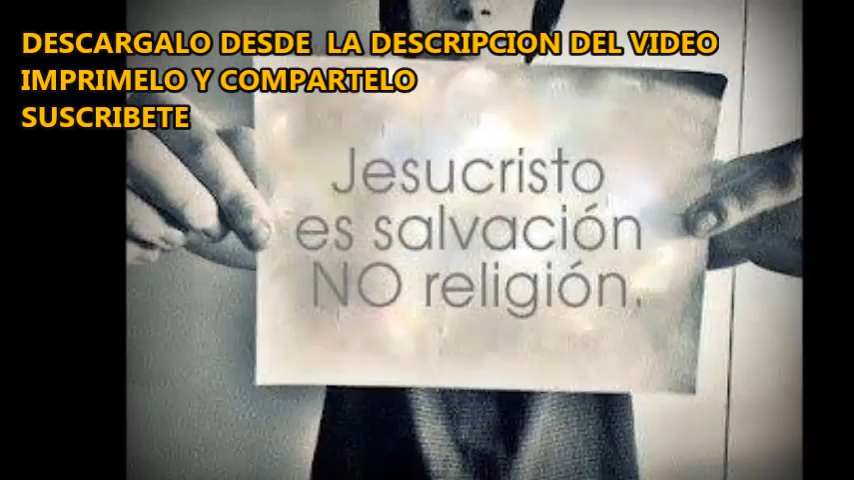 DESCARGALO DESDE LA DESCRIPCION DEL VIDEO
IMPRIMELO Y COMPARTELO
SUSCRIBETE
Jesucristo
es salvación
NO religión.